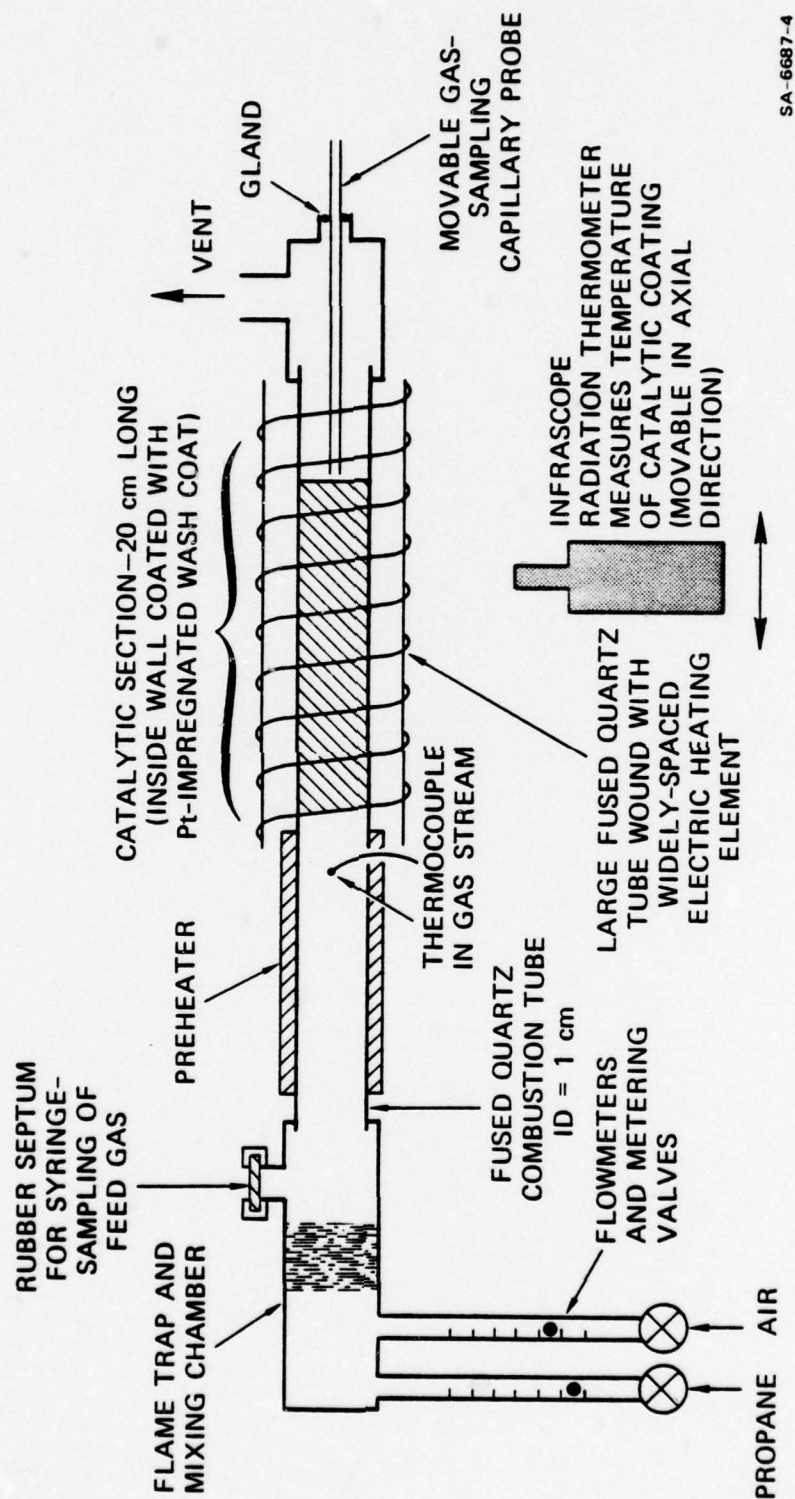 RUBBER SEPTUM
FOR SYRINGE-
SAMPLING OF
FEED GAS
FLAME TRAP AND
MIXING CHAMBER
PREHEATER
CATALYTIC SECTION–20 cm LONG
(INSIDE WALL COATED WITH
Pt-IMPREGNATED WASH COAT)
VENT
GLAND
MOVABLE GAS-
SAMPLING
CAPILLARY PROBE
THERMOCOUPLE
IN GAS STREAM
FUSED QUARTZ
COMBUSTION TUBE
ID = 1 cm
FLOWMETERS
AND METERING
VALVES
PROPANE
AIR
LARGE FUSED QUARTZ
TUBE WOUND WITH
WIDELY-SPACED
ELECTRIC HEATING
ELEMENT
INFRASCOPE
RADIATION THERMOMETER
MEASURES TEMPERATURE
OF CATALYTIC COATING
(MOVABLE IN AXIAL
DIRECTION)
SA-6687-4